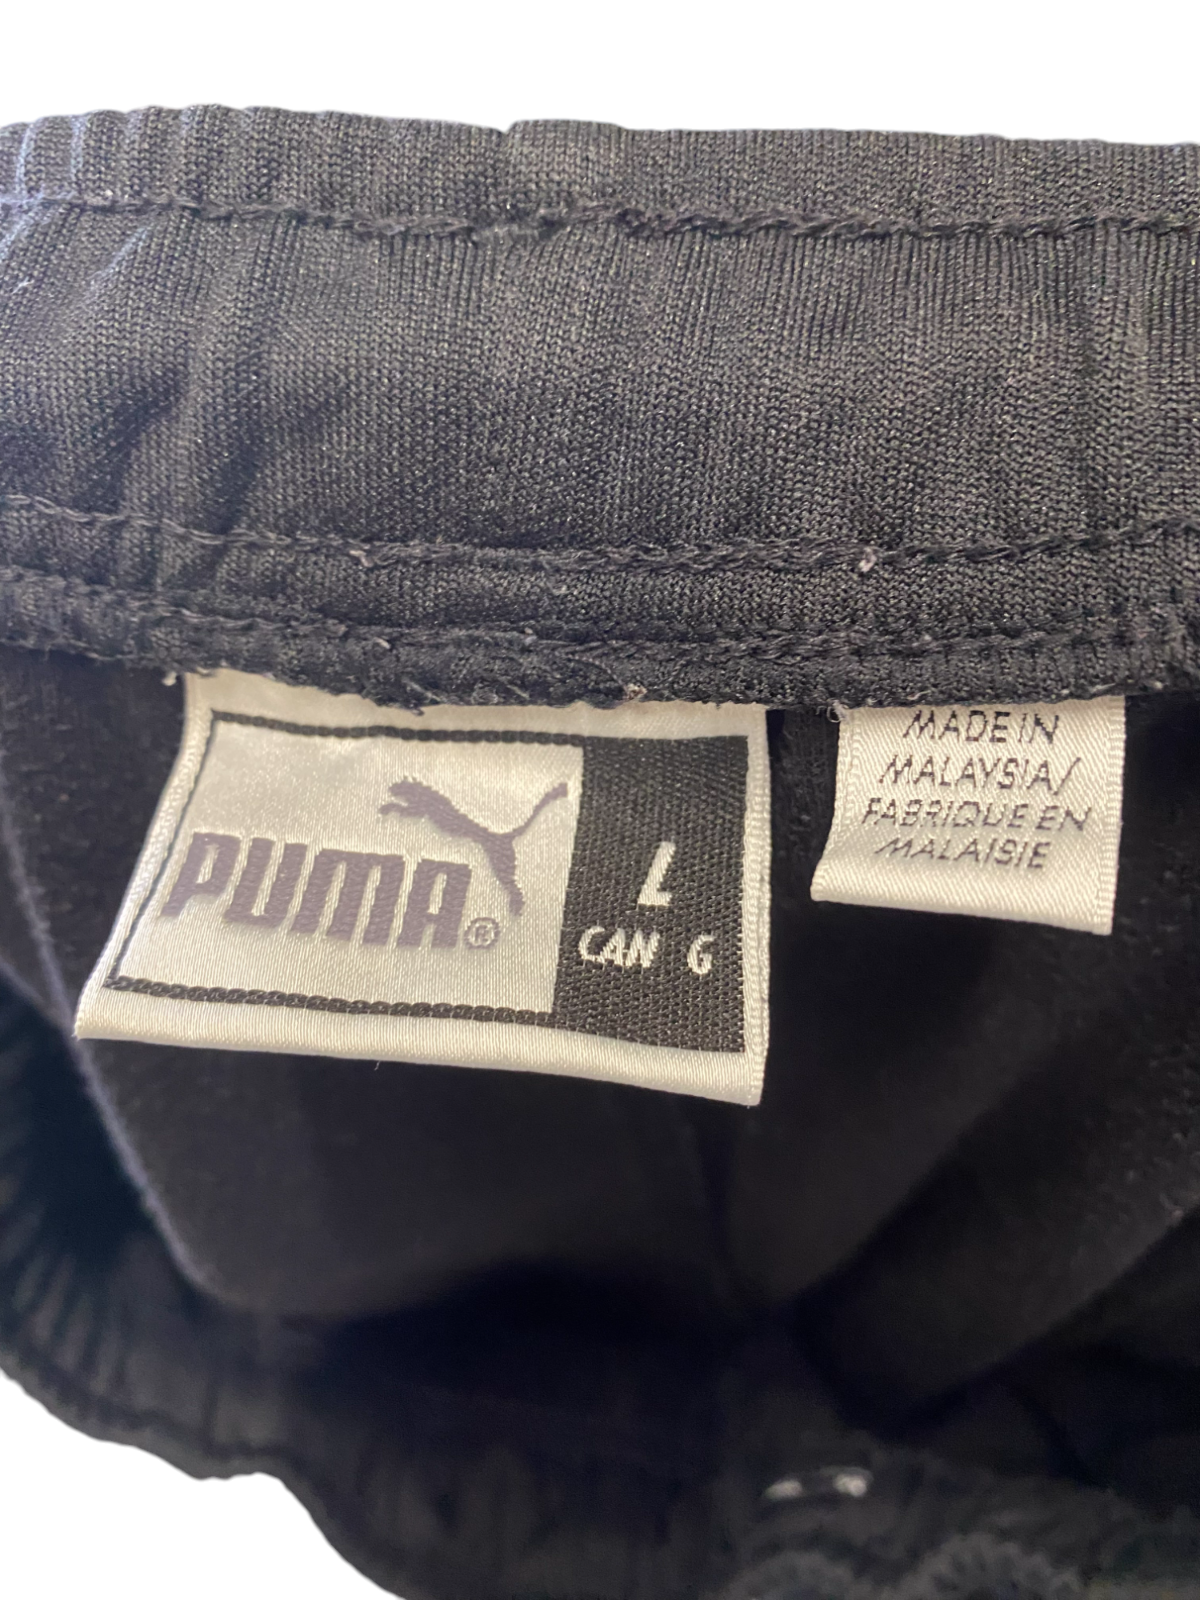 PUMA®
L
CAN G
MADE IN
MALAYSIA/
FABRIQUE EN
MALAISIE